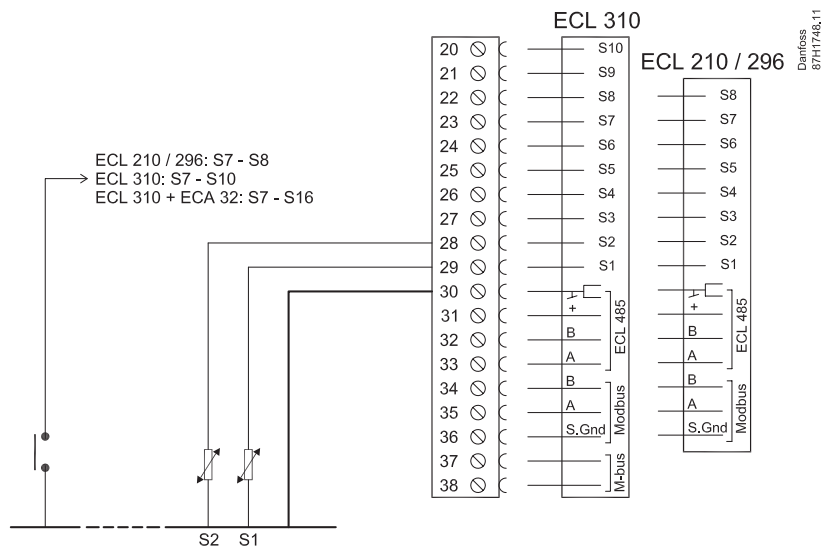 ECL 310
Danfoss
87H1748.11
ECL 210 / 296
20 S10
21 S9
22 S8 S8
23 S7 S7
24 S6 S6
25 S5 S5
26 S4 S4
27 S3 S3
28 S2 S2
29 S1 S1
30
31 + +
32 B B
33 A A
ECL 485
ECL 485
34 B B
35 A A
36 S.Gnd S.Gnd
Modbus
Modbus
37
38
M-bus
ECL 210 / 296: S7 - S8
ECL 310: S7 - S10
ECL 310 + ECA 32: S7 - S16
S2 S1